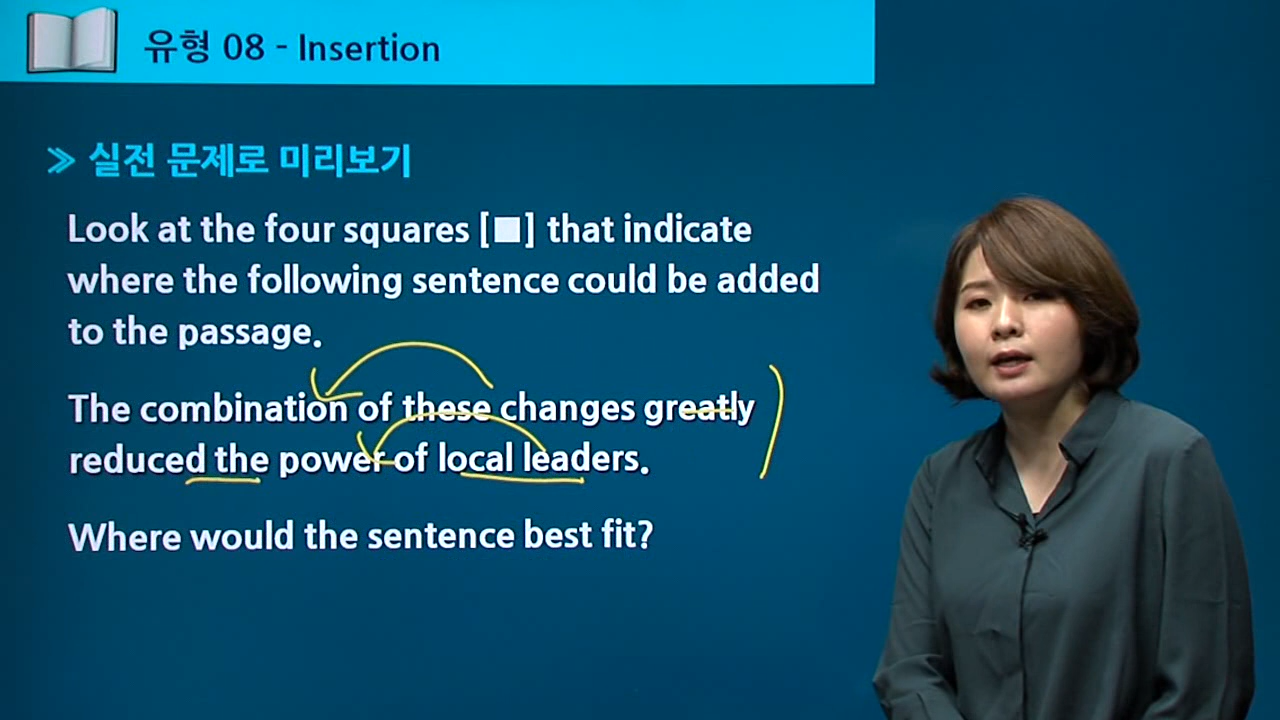 유형 08 - Insertion
≫ 실전 문제로 미리보기
Look at the four squares [■] that indicate
where the following sentence could be added
to the passage.
The combination of these changes greatly
reduced the power of local leaders.
Where would the sentence best fit?